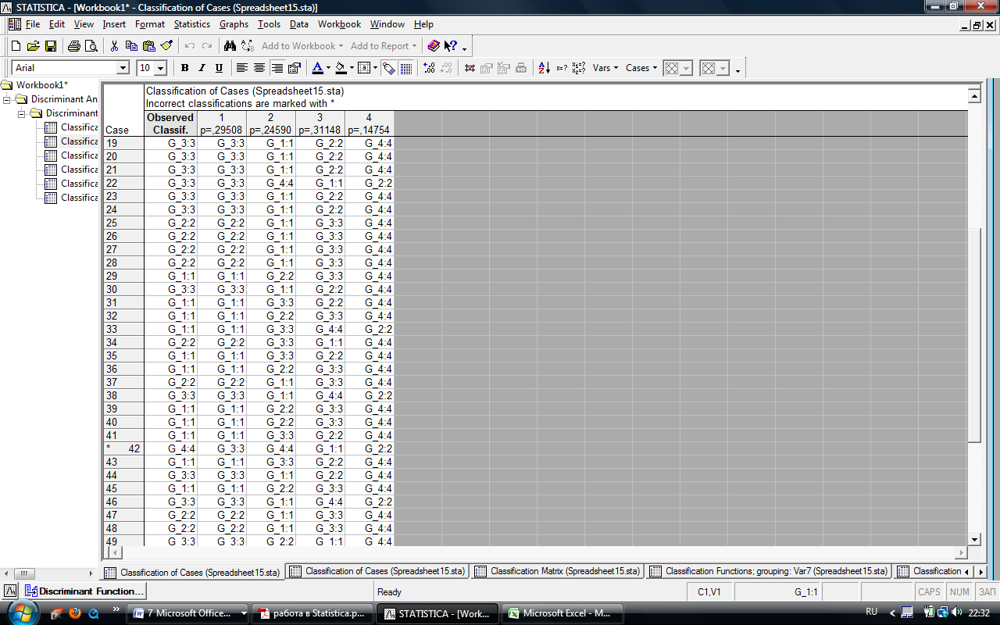 STATISTICA - [Workbook1* - Classification of Cases (Spreadsheet15.sta)]
File Edit View Insert Format Statistics Graphs Tools Data Workbook Window Help
Add to Workbook Add to Report
Arial 10 B I U Vars Cases
Workbook1*
Discriminant An
Discriminant
Classifica
Classifica
Classifica
Classifica
Classifica
Classifica
Classification of Cases (Spreadsheet15.sta)
Incorrect classifications are marked with *
Observed 1 2 3 4
Case Classif. p=,29508 p=,24590 p=,31148 p=,14754
19 G_3:3 G_3:3 G_1:1 G_2:2 G_4:4
20 G_3:3 G_3:3 G_1:1 G_2:2 G_4:4
21 G_3:3 G_3:3 G_1:1 G_2:2 G_4:4
22 G_3:3 G_3:3 G_4:4 G_1:1 G_2:2
23 G_3:3 G_3:3 G_1:1 G_2:2 G_4:4
24 G_3:3 G_3:3 G_1:1 G_2:2 G_4:4
25 G_2:2 G_2:2 G_1:1 G_3:3 G_4:4
26 G_2:2 G_2:2 G_1:1 G_3:3 G_4:4
27 G_2:2 G_2:2 G_1:1 G_3:3 G_4:4
28 G_2:2 G_2:2 G_1:1 G_3:3 G_4:4
29 G_1:1 G_1:1 G_2:2 G_3:3 G_4:4
30 G_3:3 G_3:3 G_1:1 G_2:2 G_4:4
31 G_1:1 G_1:1 G_3:3 G_2:2 G_4:4
32 G_1:1 G_1:1 G_2:2 G_3:3 G_4:4
33 G_1:1 G_1:1 G_3:3 G_4:4 G_2:2
34 G_2:2 G_2:2 G_3:3 G_1:1 G_4:4
35 G_1:1 G_1:1 G_3:3 G_2:2 G_4:4
36 G_1:1 G_1:1 G_2:2 G_3:3 G_4:4
37 G_2:2 G_2:2 G_1:1 G_3:3 G_4:4
38 G_3:3 G_3:3 G_1:1 G_4:4 G_2:2
39 G_1:1 G_1:1 G_2:2 G_3:3 G_4:4
40 G_1:1 G_1:1 G_2:2 G_3:3 G_4:4
41 G_1:1 G_1:1 G_3:3 G_2:2 G_4:4
* 42 G_4:4 G_3:3 G_4:4 G_1:1 G_2:2
43 G_1:1 G_1:1 G_3:3 G_2:2 G_4:4
44 G_3:3 G_3:3 G_1:1 G_2:2 G_4:4
45 G_1:1 G_1:1 G_2:2 G_3:3 G_4:4
46 G_3:3 G_3:3 G_1:1 G_4:4 G_2:2
47 G_2:2 G_2:2 G_1:1 G_3:3 G_4:4
48 G_2:2 G_2:2 G_1:1 G_3:3 G_4:4
49 G_3:3 G_3:3 G_2:2 G_1:1 G_4:4
Classification of Cases (Spreadsheet15.sta) Classification of Cases (Spreadsheet15.sta) Classification Matrix (Spreadsheet15.sta) Classification Functions; grouping: Var7 (Spreadsheet15.sta) Classification
Discriminant Function... Ready C1,V1 G_1:1 CAPS NUM ЗАП
7 Microsoft Office... работа в Statistica.p... STATISTICA - [Work... Microsoft Excel - M... RU 22:32